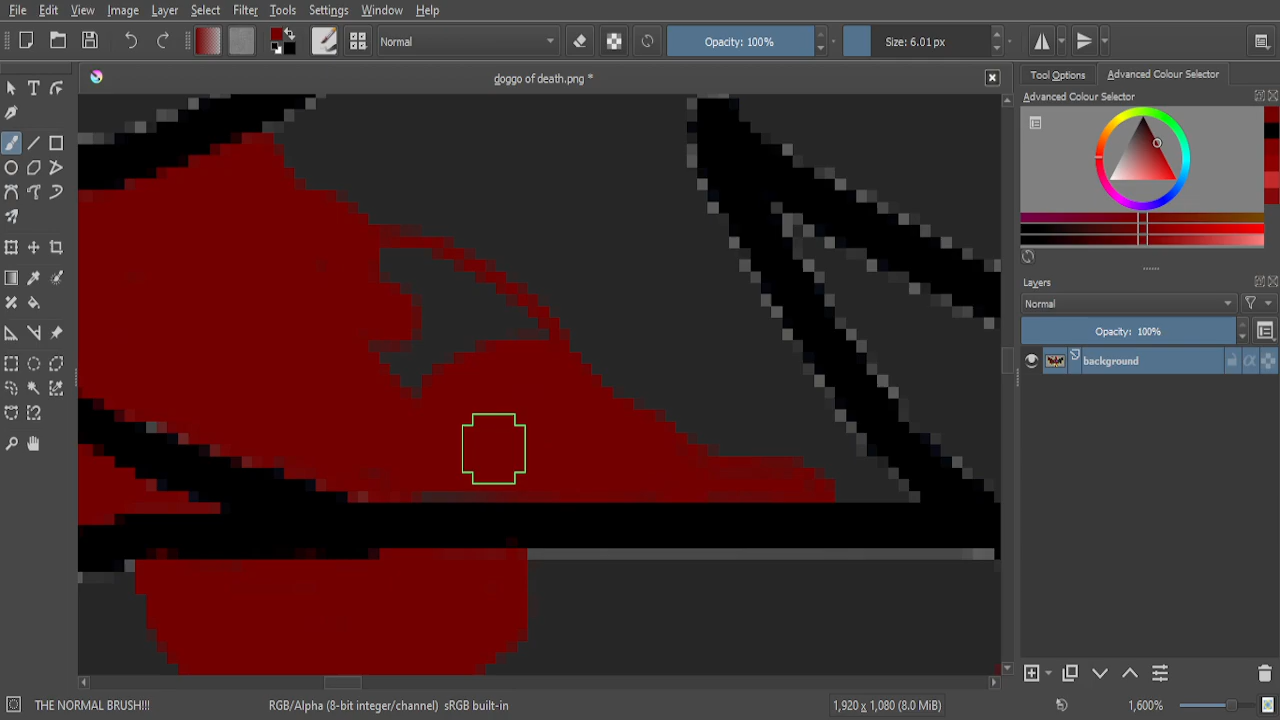 File Edit View Image Layer Select Filter Tools Settings Window Help
Normal Opacity: 100% Size: 6.01 px
doggo of death.png *
Tool Options Advanced Colour Selector
Advanced Colour Selector
Layers
Normal
Opacity: 100%
background
THE NORMAL BRUSH!!! RGB/Alpha (8-bit integer/channel) sRGB built-in 1,920 x 1,080 (8.0 MiB) 1,600%